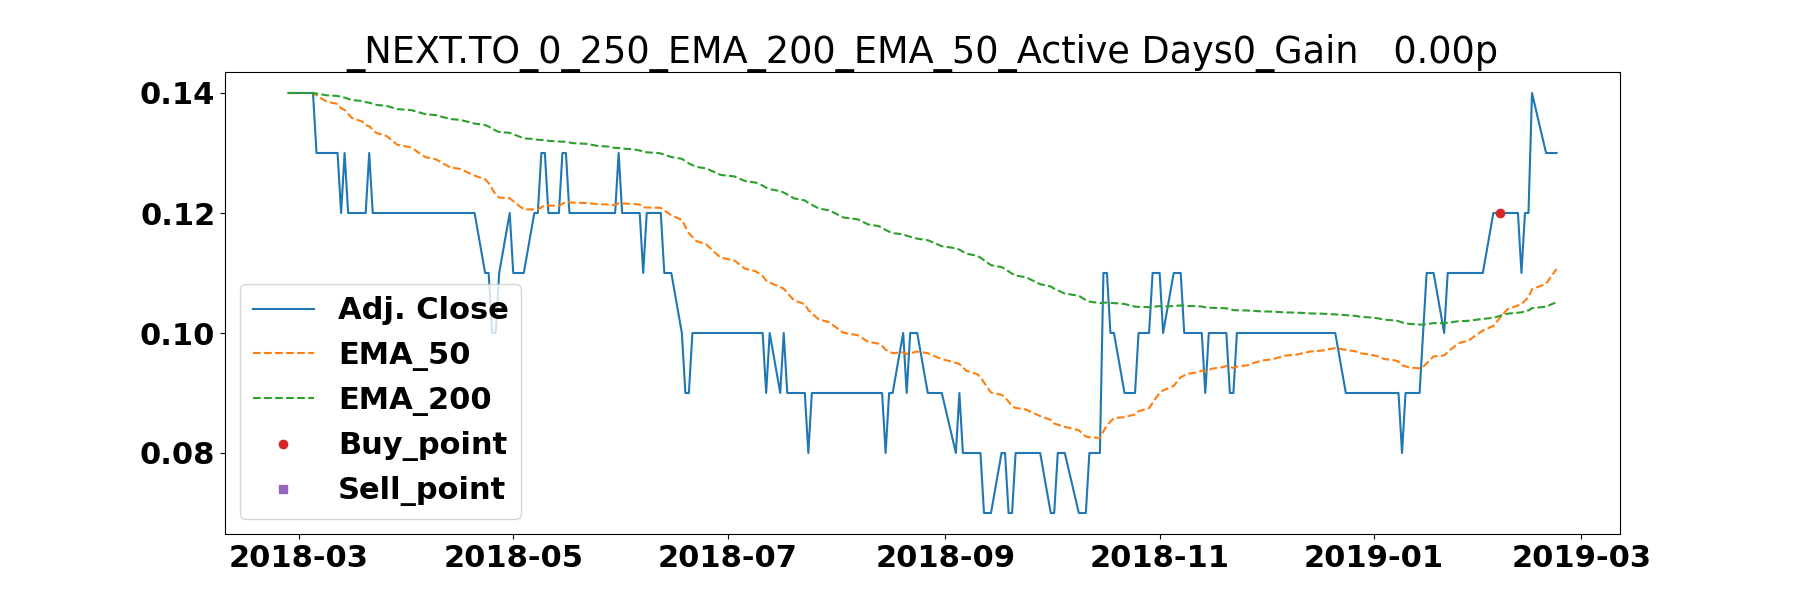 _NEXT.TO_0_250_EMA_200_EMA_50_Active Days0_Gain   0.00p
0.14
0.12
0.10
0.08
Adj. Close
EMA_50
EMA_200
Buy_point
Sell_point
2018-03 2018-05 2018-07 2018-09 2018-11 2019-01 2019-03